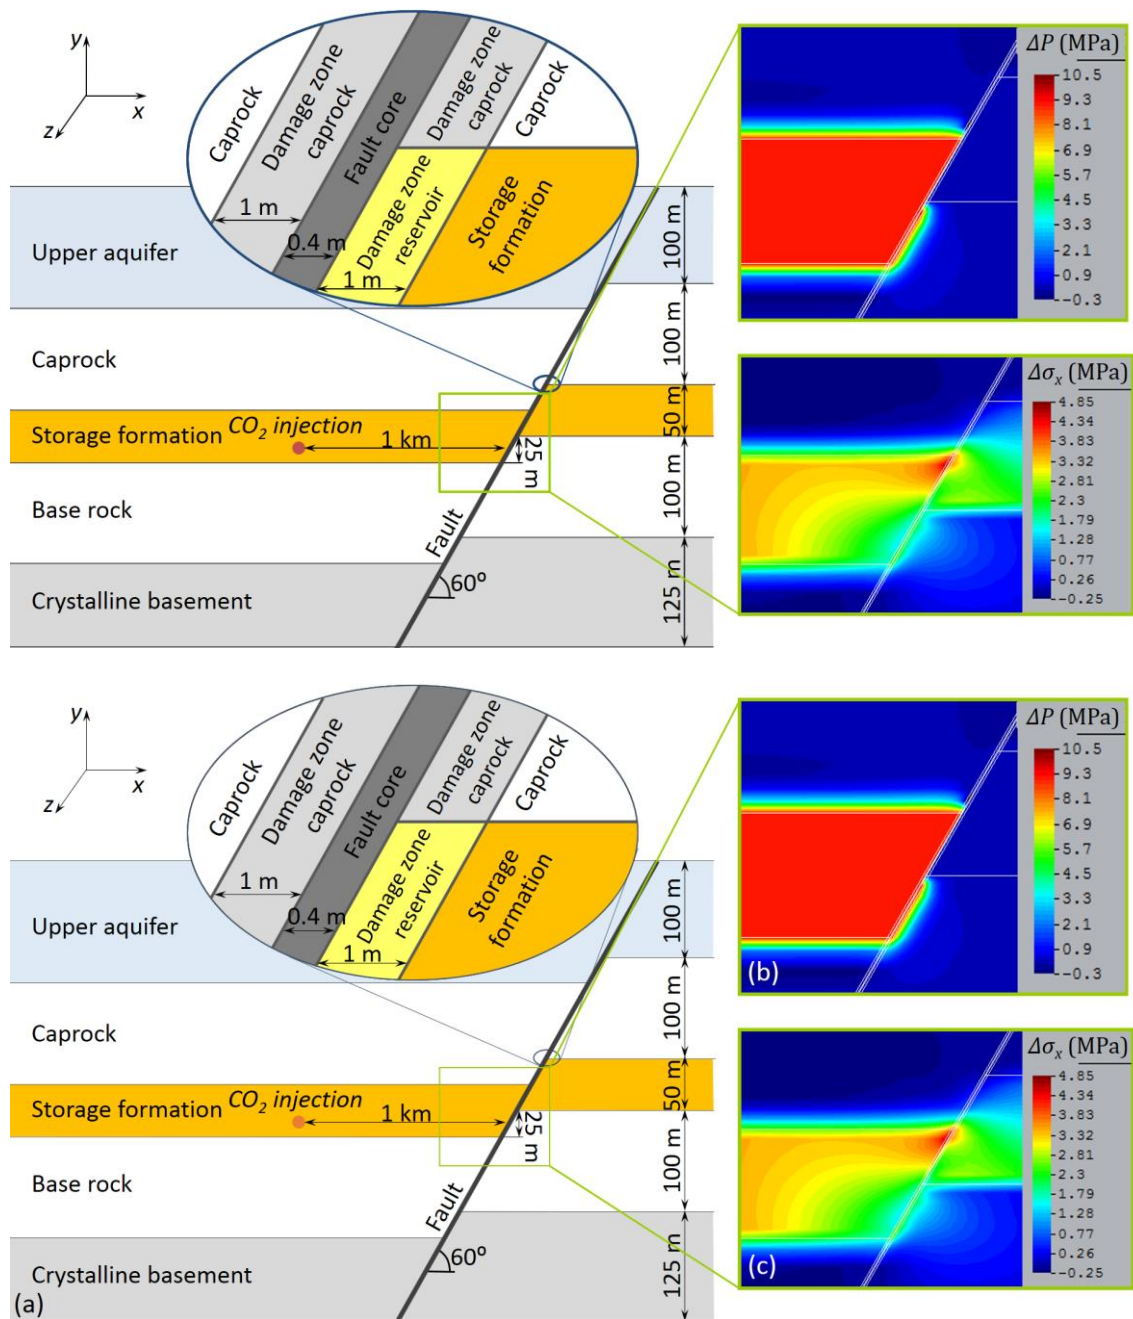 y
x
z
Caprock
Damage zone
caprock
Fault core
Damage zone
caprock
Caprock
1 m
0.4 m
1 m
Damage zone
reservoir
Storage
formation
Upper aquifer
Caprock
Storage formation
CO2 injection
1 km
25 m
Base rock
Fault
60º
Crystalline basement
100 m
100 m
50 m
100 m
125 m
ΔP (MPa)
10.5
9.3
8.1
6.9
5.7
4.5
3.3
2.1
0.9
-0.3
Δσx (MPa)
4.85
4.34
3.83
3.32
2.81
2.30
1.79
1.28
0.77
0.26
-0.25
y
x
z
Caprock
Damage zone
caprock
Fault core
Damage zone
caprock
Caprock
1 m
0.4 m
1 m
Damage zone
reservoir
Storage
formation
Upper aquifer
Caprock
Storage formation
CO2 injection
1 km
25 m
Base rock
Fault
60º
Crystalline basement
(a)
100 m
100 m
50 m
100 m
125 m
ΔP (MPa)
10.5
9.3
8.1
6.9
5.7
4.5
3.3
2.1
0.9
-0.3
(b)
Δσx (MPa)
4.85
4.34
3.83
3.32
2.81
2.30
1.79
1.28
0.77
0.26
-0.25
(c)